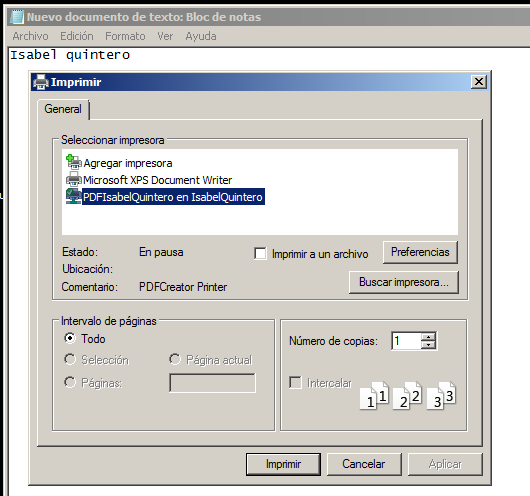 Nuevo documento de texto: Bloc de notas
Archivo Edición Formato Ver Ayuda
Isabel quintero
Imprimir
General
Seleccionar impresora
Agregar impresora
Microsoft XPS Document Writer
PDFIsabelQuintero en IsabelQuintero
Estado: En pausa
Imprimir a un archivo
Preferencias
Ubicación:
Comentario: PDFCreator Printer
Buscar impresora...
Intervalo de páginas
Todo
Selección Página actual
Páginas:
Número de copias: 1
Intercalar
1 1 2 2 3 3
Imprimir Cancelar Aplicar